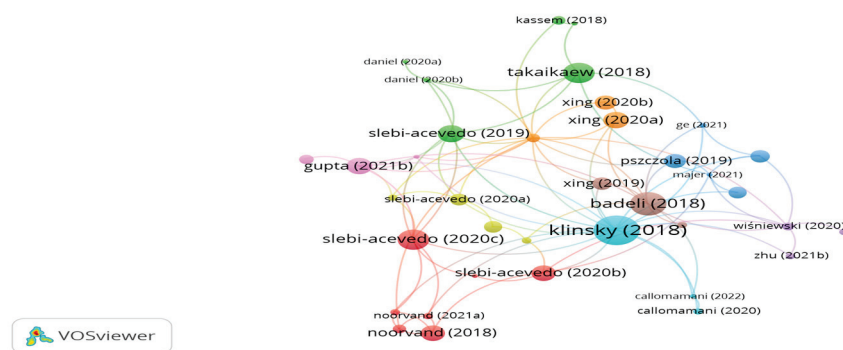 kassem (2018)
daniel (2020a)
takaikaew (2018)
daniel (2020b)
xing (2020b)
xing (2020a)
ge (2021)
slebi-acevedo (2019)
pszczola (2019)
gupta (2021b)
majer (2021)
xing (2019)
slebi-acevedo (2020a)
badeli (2018)
wiśniewski (2020)
klinsky (2018)
slebi-acevedo (2020c)
zhu (2021b)
slebi-acevedo (2020b)
callomamani (2022)
callomamani (2020)
noorvand (2021a)
noorvand (2018)
VOSviewer